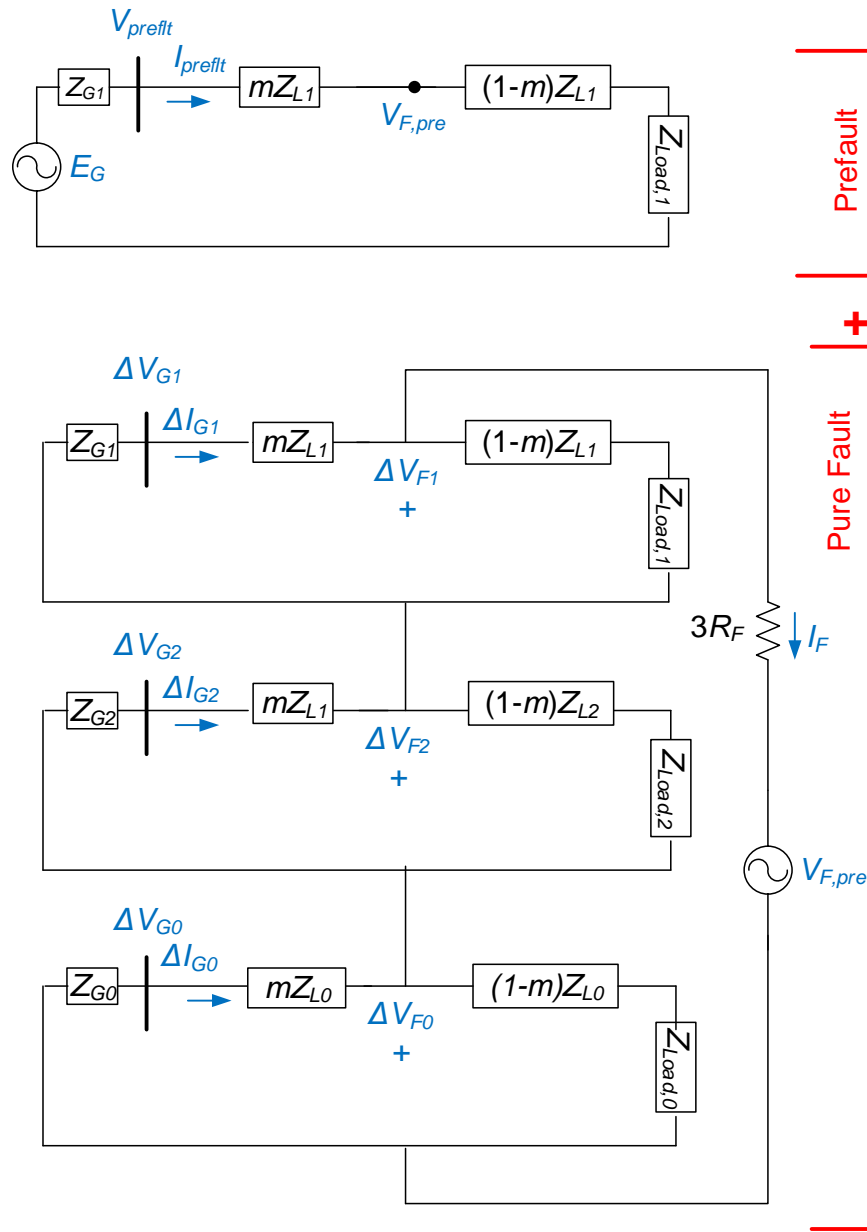 V_preflt
I_preflt
Z_G1
mZ_L1
(1-m)Z_L1
V_F,pre
Z_Load,1
E_G
Prefault
+
ΔV_G1
ΔI_G1
Z_G1
mZ_L1
(1-m)Z_L1
ΔV_F1
+
Z_Load,1
Pure Fault
3R_F
I_F
ΔV_G2
ΔI_G2
Z_G2
mZ_L1
(1-m)Z_L2
ΔV_F2
+
Z_Load,2
V_F,pre
ΔV_G0
ΔI_G0
Z_G0
mZ_L0
(1-m)Z_L0
ΔV_F0
+
Z_Load,0